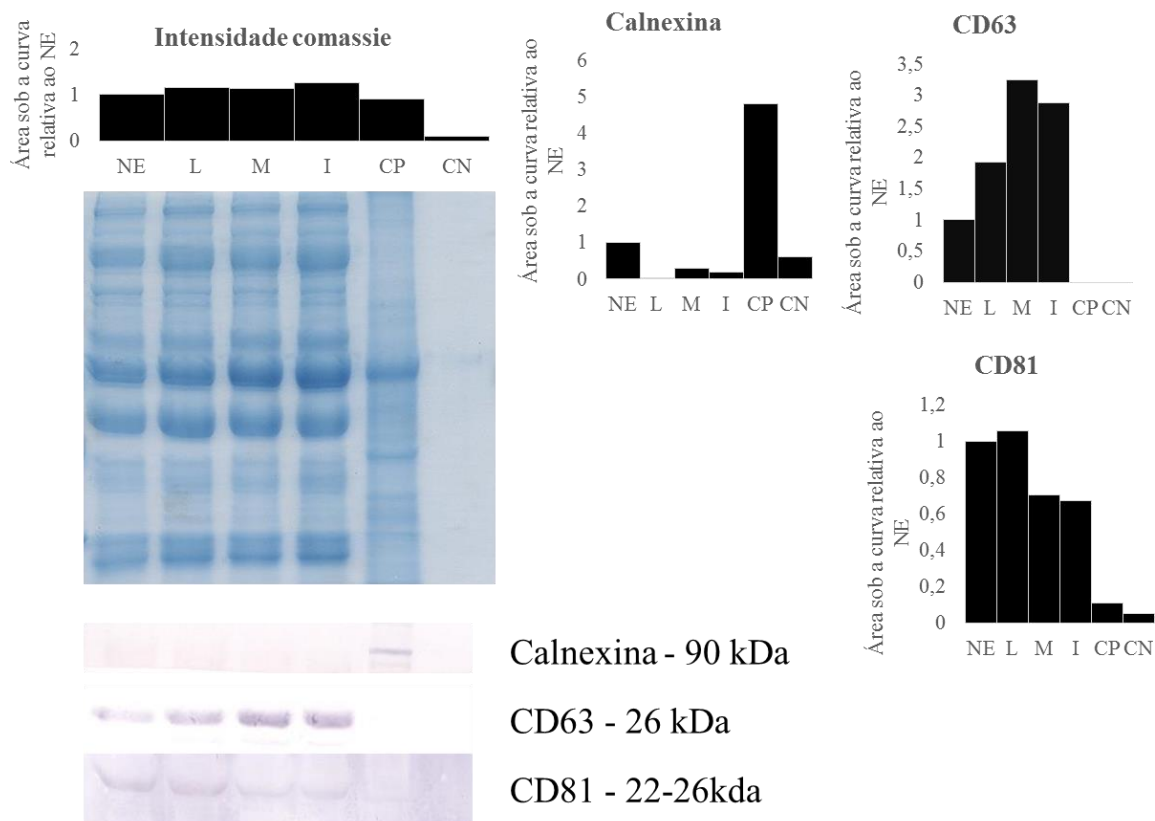 Intensidade comassie
Área sob a curva
relativa ao NE
2
1
0
NE L M I CP CN
Calnexina
Área sob a curva relativa ao
NE
6
5
4
3
2
1
0
NE L M I CP CN
CD63
Área sob a curva relativa ao
NE
3,5
3
2,5
2
1,5
1
0,5
0
NE L M I CP CN
CD81
Área sob a curva relativa ao
NE
1,2
1
0,8
0,6
0,4
0,2
0
NE L M I CP CN
Calnexina - 90 kDa
CD63 - 26 kDa
CD81 - 22-26kda